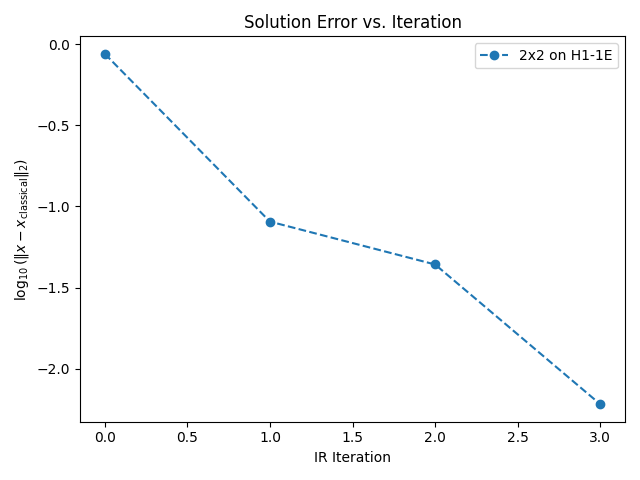 Solution Error vs. Iteration
2x2 on H1-1E
0.0
−0.5
−1.0
−1.5
−2.0
log₁₀ (‖x − x_classical‖₂)
0.0 0.5 1.0 1.5 2.0 2.5 3.0
IR Iteration